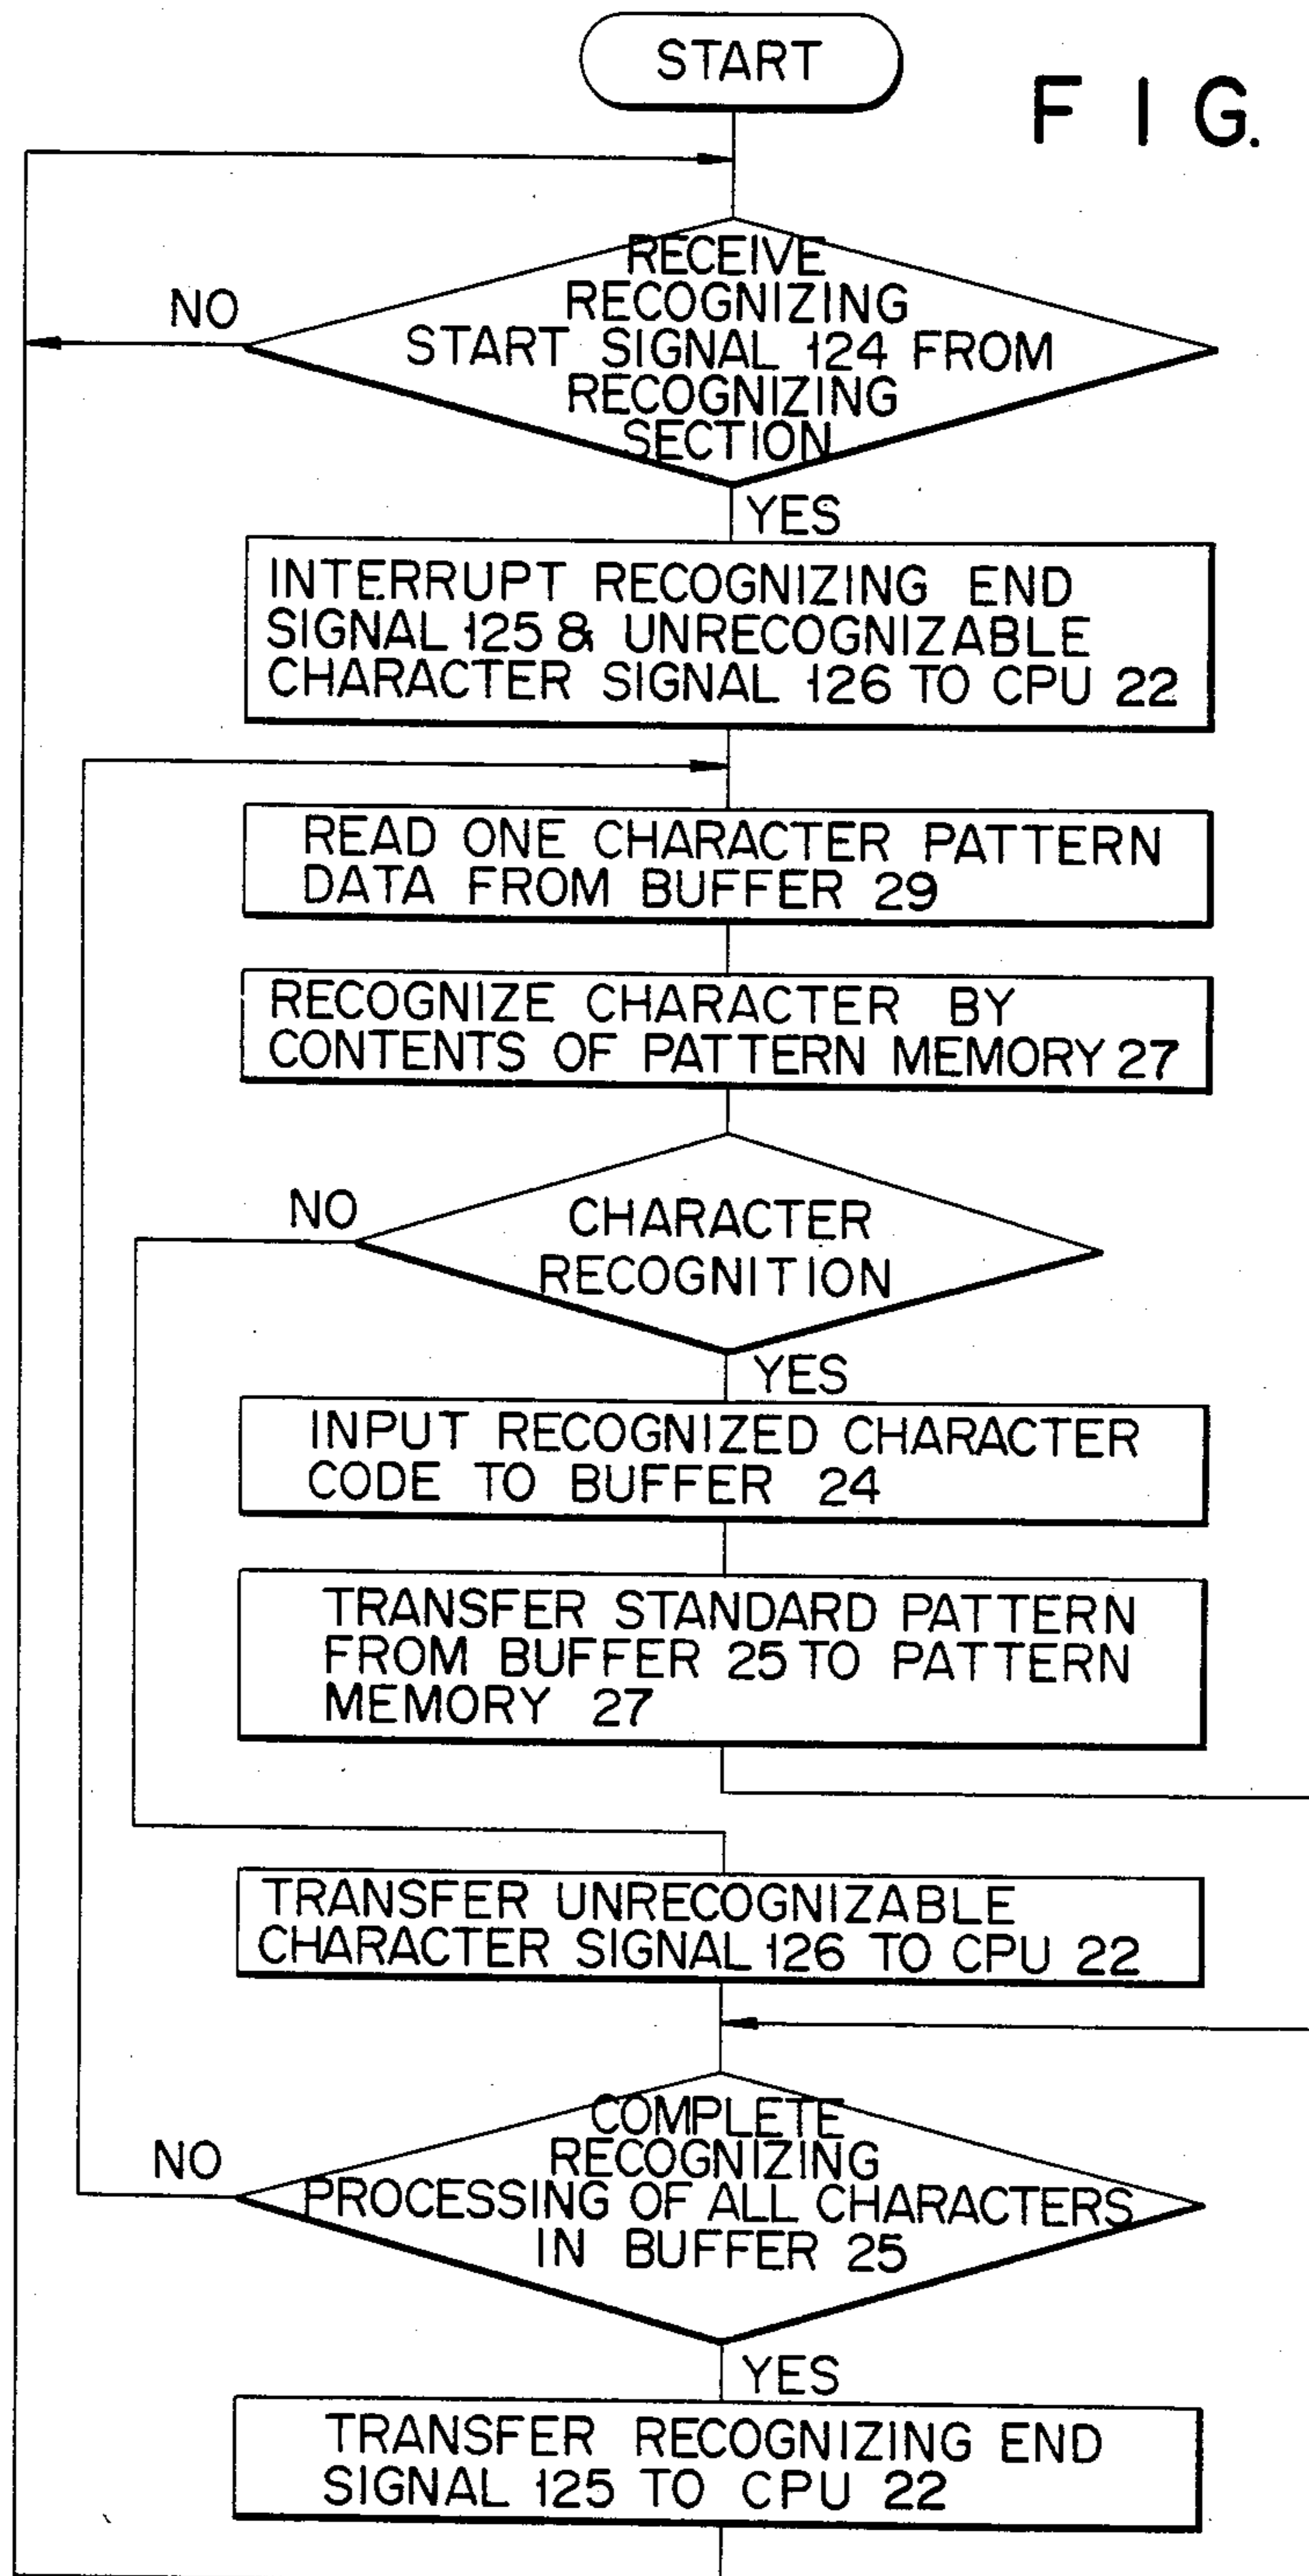 START
FIG.
RECEIVE
RECOGNIZING
NO
START SIGNAL 124 FROM
RECOGNIZING
SECTION
YES
INTERRUPT RECOGNIZING END
SIGNAL 125 & UNRECOGNIZABLE
CHARACTER SIGNAL 126 TO CPU 22
READ ONE CHARACTER PATTERN
DATA FROM BUFFER 29
RECOGNIZE CHARACTER BY
CONTENTS OF PATTERN MEMORY 27
NO
CHARACTER
RECOGNITION
YES
INPUT RECOGNIZED CHARACTER
CODE TO BUFFER 24
TRANSFER STANDARD PATTERN
FROM BUFFER 25 TO PATTERN
MEMORY 27
TRANSFER UNRECOGNIZABLE
CHARACTER SIGNAL 126 TO CPU 22
COMPLETE
RECOGNIZING
NO
PROCESSING OF ALL CHARACTERS
IN BUFFER 25
YES
TRANSFER RECOGNIZING END
SIGNAL 125 TO CPU 22